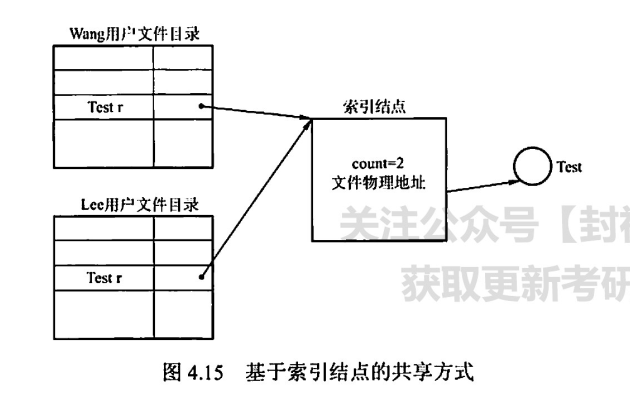 Wang用户文件目录
Test r
索引结点
count=2
文件物理地址
Test
Lee用户文件目录
Test r
关注公众号【封
获取更新考研
图 4.15 基于索引结点的共享方式